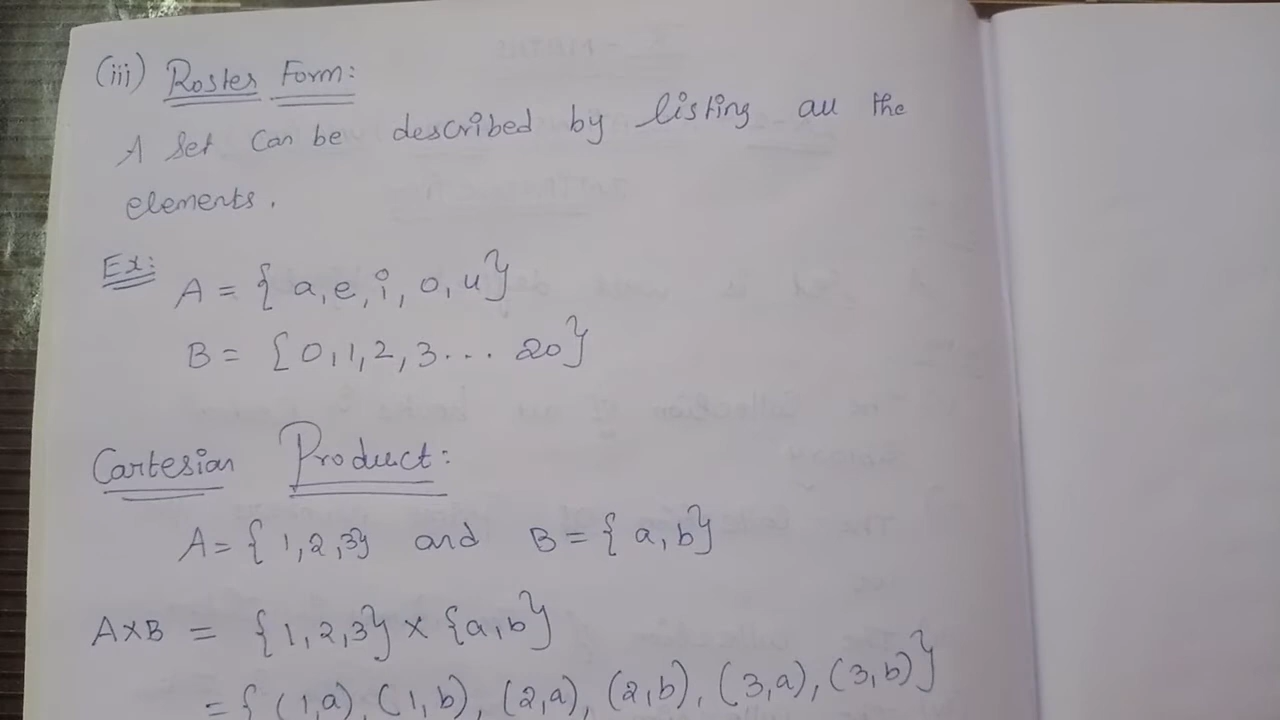 (iii) Roster Form:
A Set Can be described by listing all the
elements.
Ex: A = { a, e, i, o, u}
B = {0, 1, 2, 3... 20}
Cartesian Product:
A = { 1, 2, 3} and B = { a, b}
A×B = {1, 2, 3} × {a, b}
= { (1,a), (1, b), (2,a), (2,b), (3,a), (3,b)}